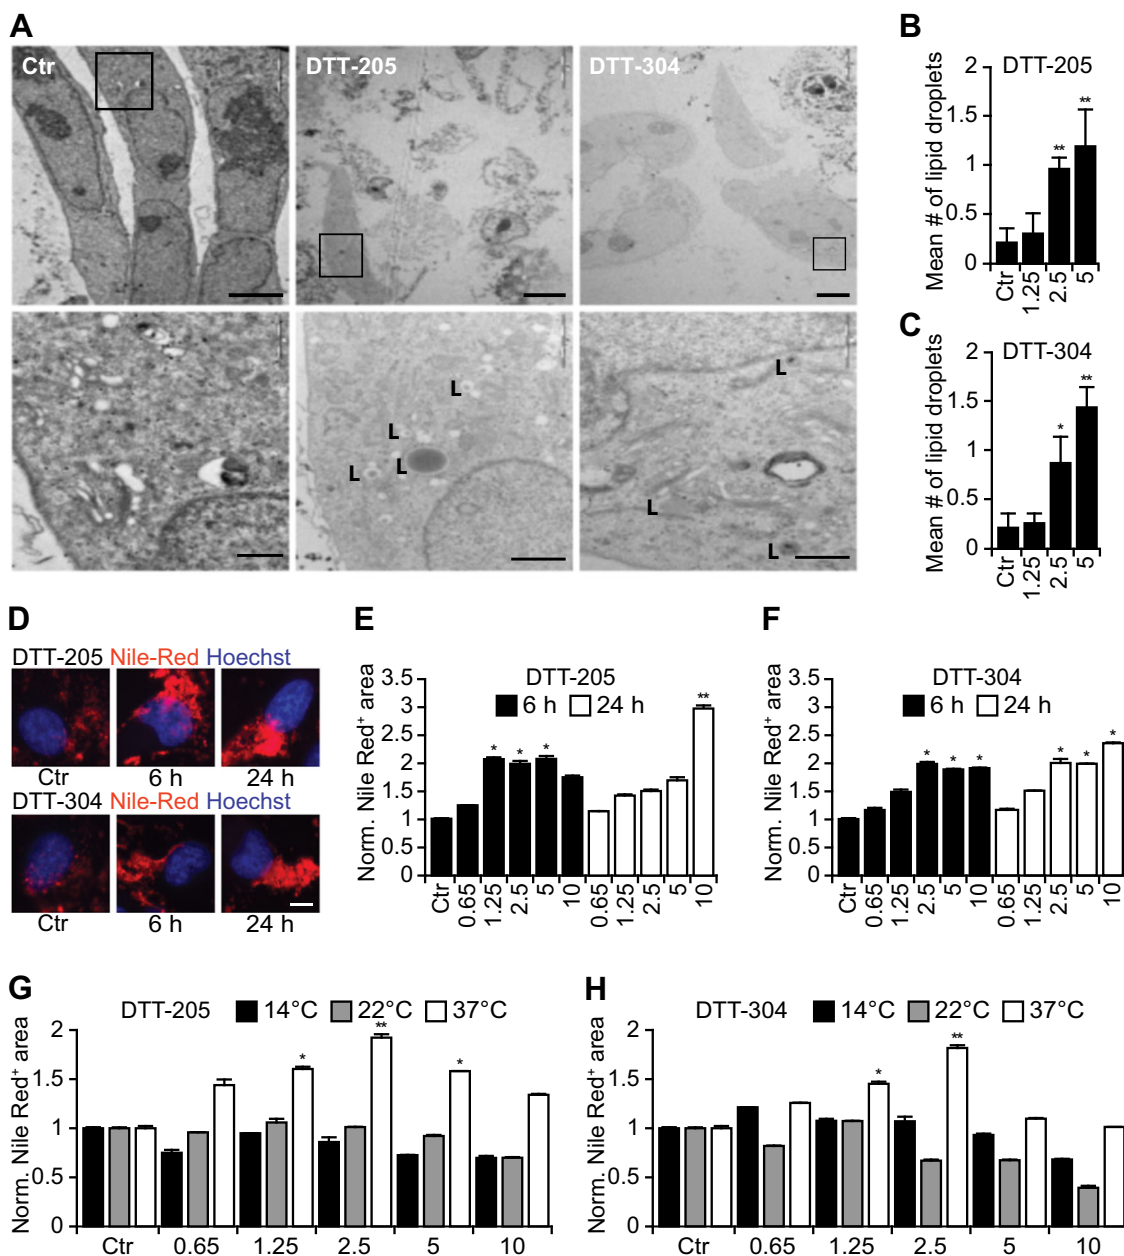 A
Ctr
DTT-205
DTT-304
L
L
L
L
L
L
L
B
DTT-205
Mean # of lipid droplets
2
1.5
1
0.5
0
**
**
Ctr
1.25
2.5
5
C
DTT-304
Mean # of lipid droplets
2
1.5
1
0.5
0
*
**
Ctr
1.25
2.5
5
D
DTT-205 Nile-Red Hoechst
Ctr 6 h 24 h
DTT-304 Nile-Red Hoechst
Ctr 6 h 24 h
E
DTT-205
6 h 24 h
Norm. Nile Red⁺ area
3.5
3
2.5
2
1.5
1
0.5
0
* * * **
Ctr 0.65 1.25 2.5 5 10 0.65 1.25 2.5 5 10
F
DTT-304
6 h 24 h
Norm. Nile Red⁺ area
3.5
3
2.5
2
1.5
1
0.5
0
* * * * * *
Ctr 0.65 1.25 2.5 5 10 0.65 1.25 2.5 5 10
G
DTT-205 14°C 22°C 37°C
Norm. Nile Red⁺ area
2
1.5
1
0.5
0
* ** *
Ctr 0.65 1.25 2.5 5 10
H
DTT-304 14°C 22°C 37°C
Norm. Nile Red⁺ area
2
1.5
1
0.5
0
* **
Ctr 0.65 1.25 2.5 5 10